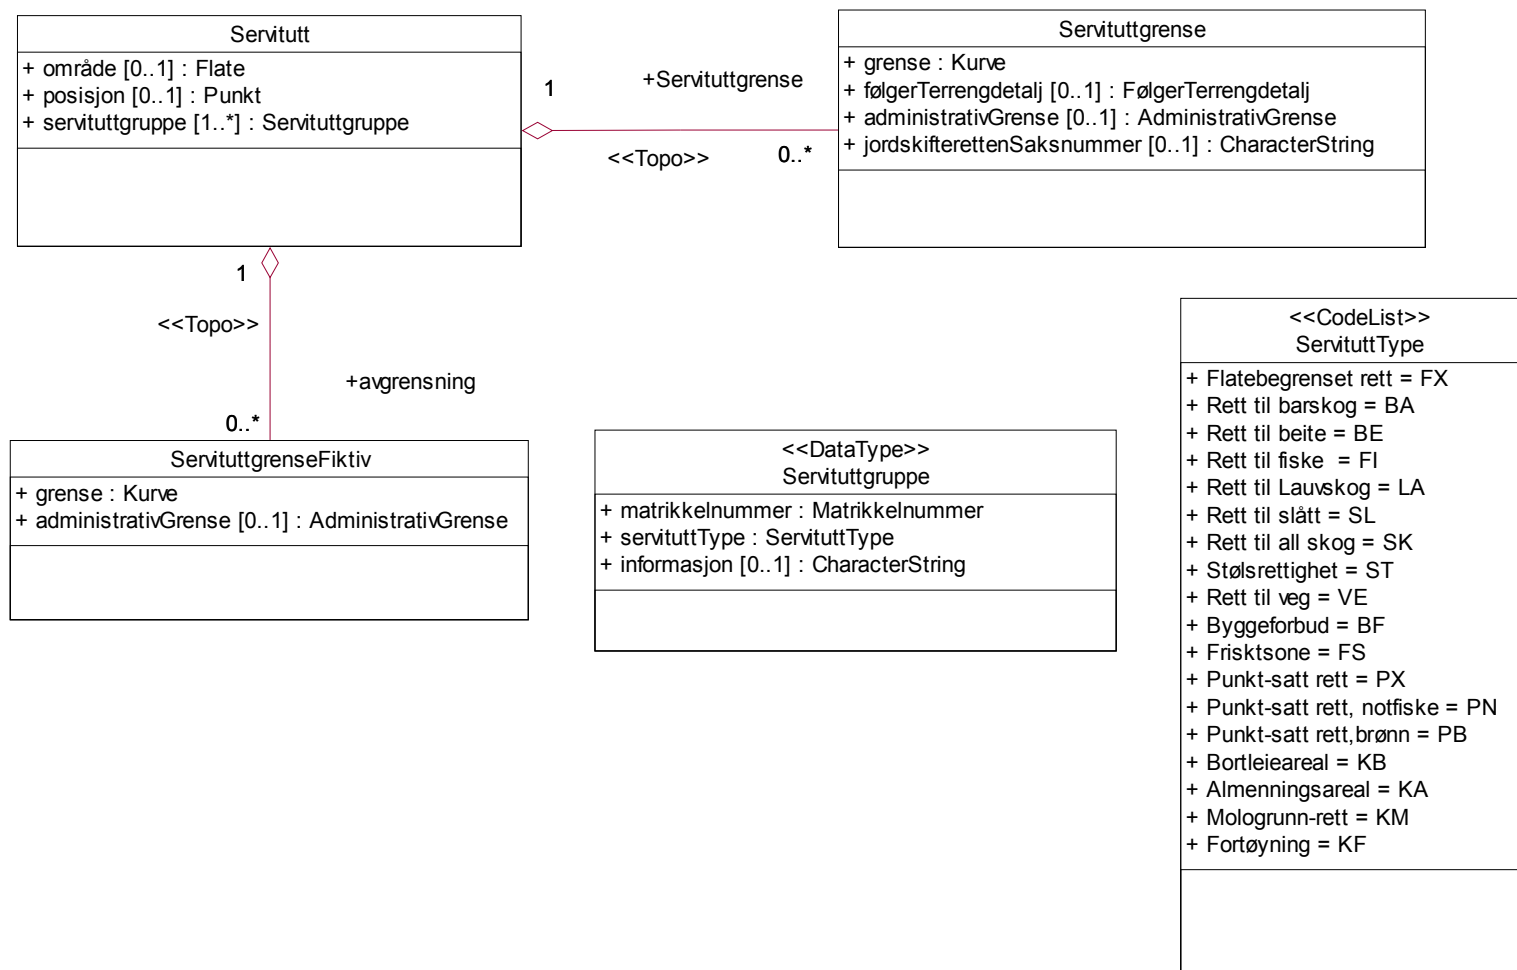 Servitutt
+ område [0..1] : Flate
+ posisjon [0..1] : Punkt
+ servituttgruppe [1..*] : Servituttgruppe
1
+Servituttgrense
<<Topo>>
0..*
Servituttgrense
+ grense : Kurve
+ følgerTerrengdetalj [0..1] : FølgerTerrengdetalj
+ administrativGrense [0..1] : AdministrativGrense
+ jordskifterettenSaksnummer [0..1] : CharacterString
1
<<Topo>>
+avgrensning
0..*
ServituttgrenseFiktiv
+ grense : Kurve
+ administrativGrense [0..1] : AdministrativGrense
<<DataType>>
Servituttgruppe
+ matrikkelnummer : Matrikkelnummer
+ servituttType : ServituttType
+ informasjon [0..1] : CharacterString
<<CodeList>>
ServituttType
+ Flatebegrenset rett = FX
+ Rett til barskog = BA
+ Rett til beite = BE
+ Rett til fiske  = FI
+ Rett til Lauvskog = LA
+ Rett til slått = SL
+ Rett til all skog = SK
+ Stølsrettighet = ST
+ Rett til veg = VE
+ Byggeforbud = BF
+ Frisktsone = FS
+ Punkt-satt rett = PX
+ Punkt-satt rett, notfiske = PN
+ Punkt-satt rett,brønn = PB
+ Bortleieareal = KB
+ Almenningsareal = KA
+ Mologrunn-rett = KM
+ Fortøyning = KF